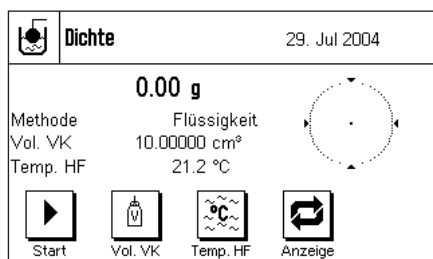 Dichte 29. Jul 2004
0.00 g
Methode Flüssigkeit
Vol. VK 10.00000 cm³
Temp. HF 21.2 °C
V °C
Start Vol. VK Temp. HF Anzeige